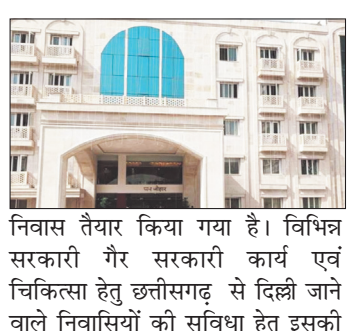 निवास तैयार किया गया है। विभिन्न
सरकारी गैर सरकारी कार्य एवं
चिकित्सा हेतु छत्तीसगढ़ से दिल्ली जाने
वाले निवासियों की सुविधा हेतु इसकी